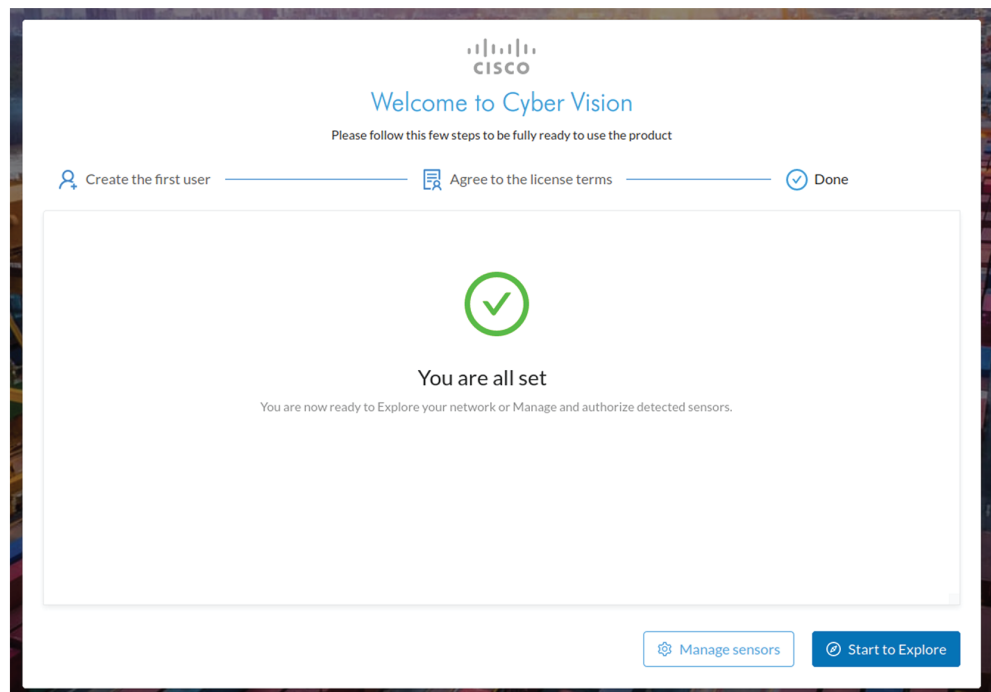 CISCO
Welcome to Cyber Vision
Please follow this few steps to be fully ready to use the product
Create the first user
Agree to the license terms
Done
You are all set
You are now ready to Explore your network or Manage and authorize detected sensors.
Manage sensors
Start to Explore